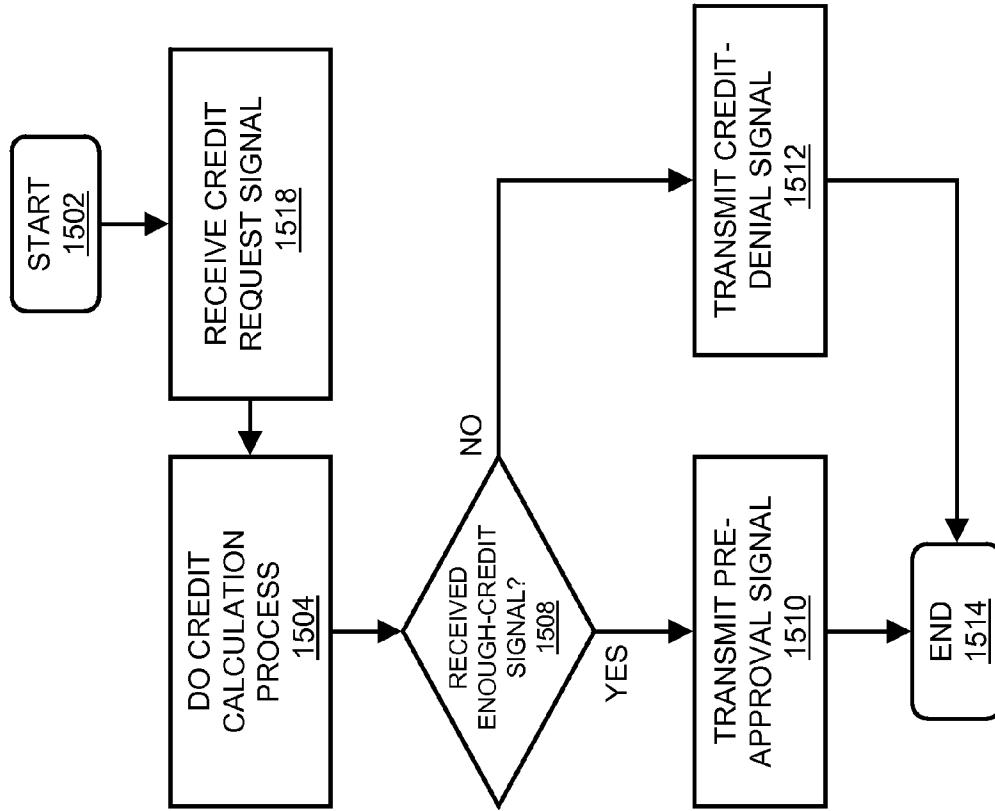 START
1502
RECEIVE CREDIT
REQUEST SIGNAL
1518
DO CREDIT
CALCULATION
PROCESS
1504
RECEIVED
ENOUGH-CREDIT
SIGNAL?
1508
NO
YES
TRANSMIT PRE-
APPROVAL SIGNAL
1510
TRANSMIT CREDIT-
DENIAL SIGNAL
1512
END
1514